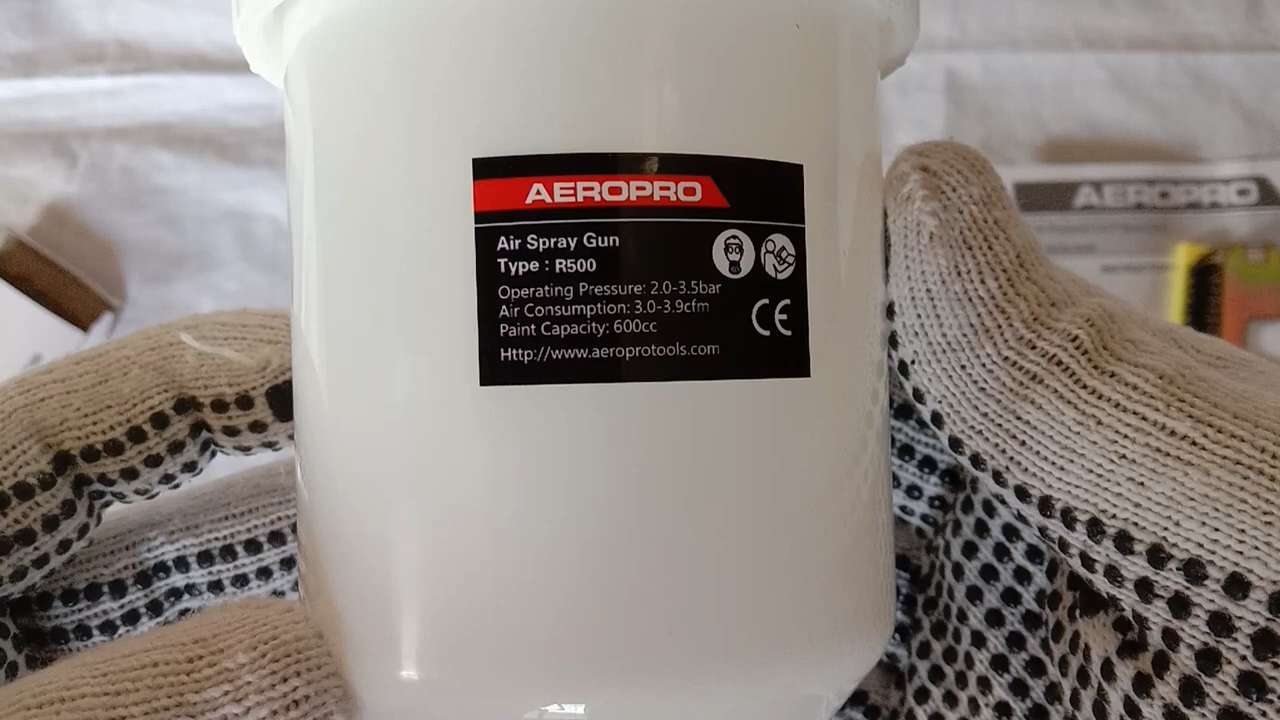 AEROPRO
Air Spray Gun
Type : R500
Operating Pressure: 2.0-3.5bar
Air Consumption: 3.0-3.9cfm
Paint Capacity: 600cc
CE
Http://www.aeroprotools.com
AEROPRO